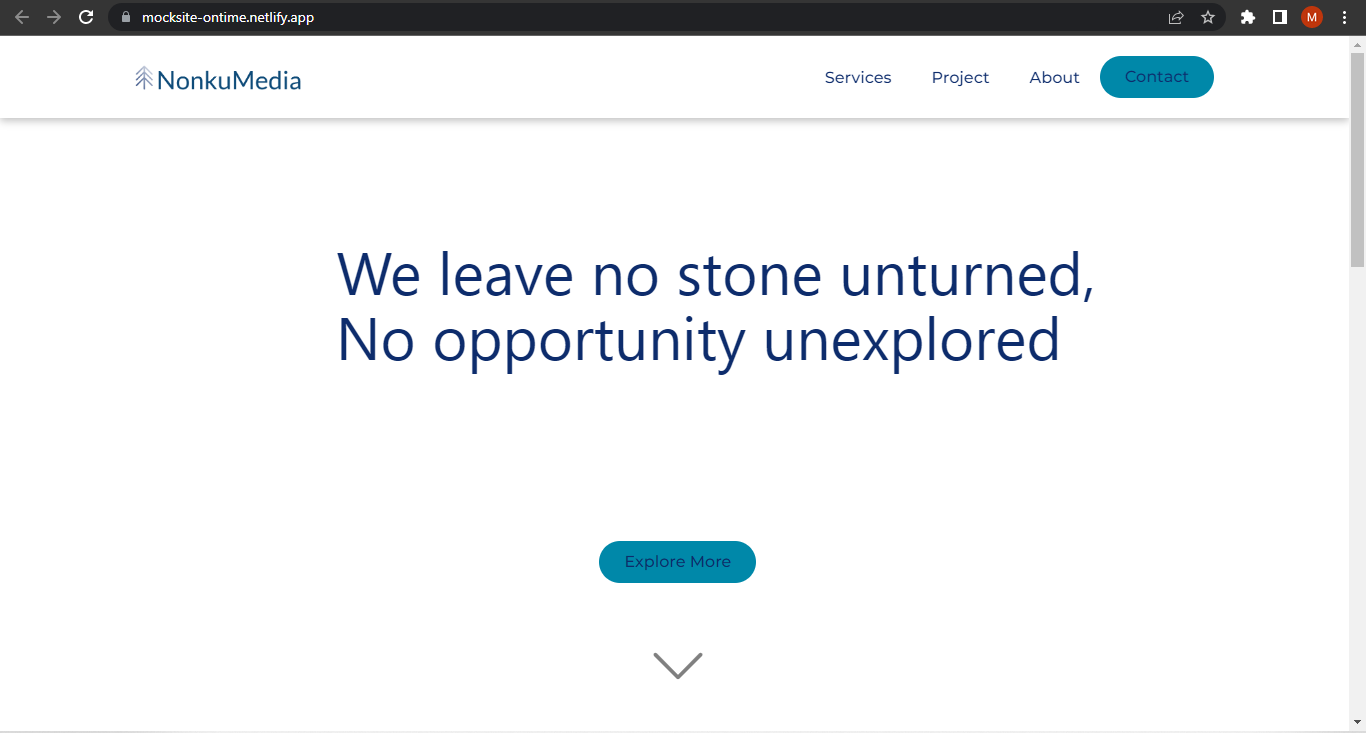 mocksite-ontime.netlify.app
M
NonkuMedia
Services Project About Contact
We leave no stone unturned,
No opportunity unexplored
Explore More